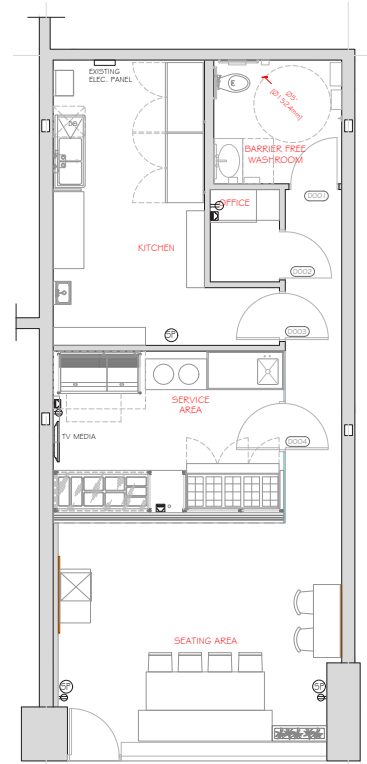 EXISTING
ELEC. PANEL
E
Ø5'
[Ø1524mm]
DB
BARRIER FREE
WASHROOM
D001
OFFICE
KITCHEN
D002
D003
SF
SERVICE
AREA
TV MEDIA
D004
SEATING AREA
SF
SF